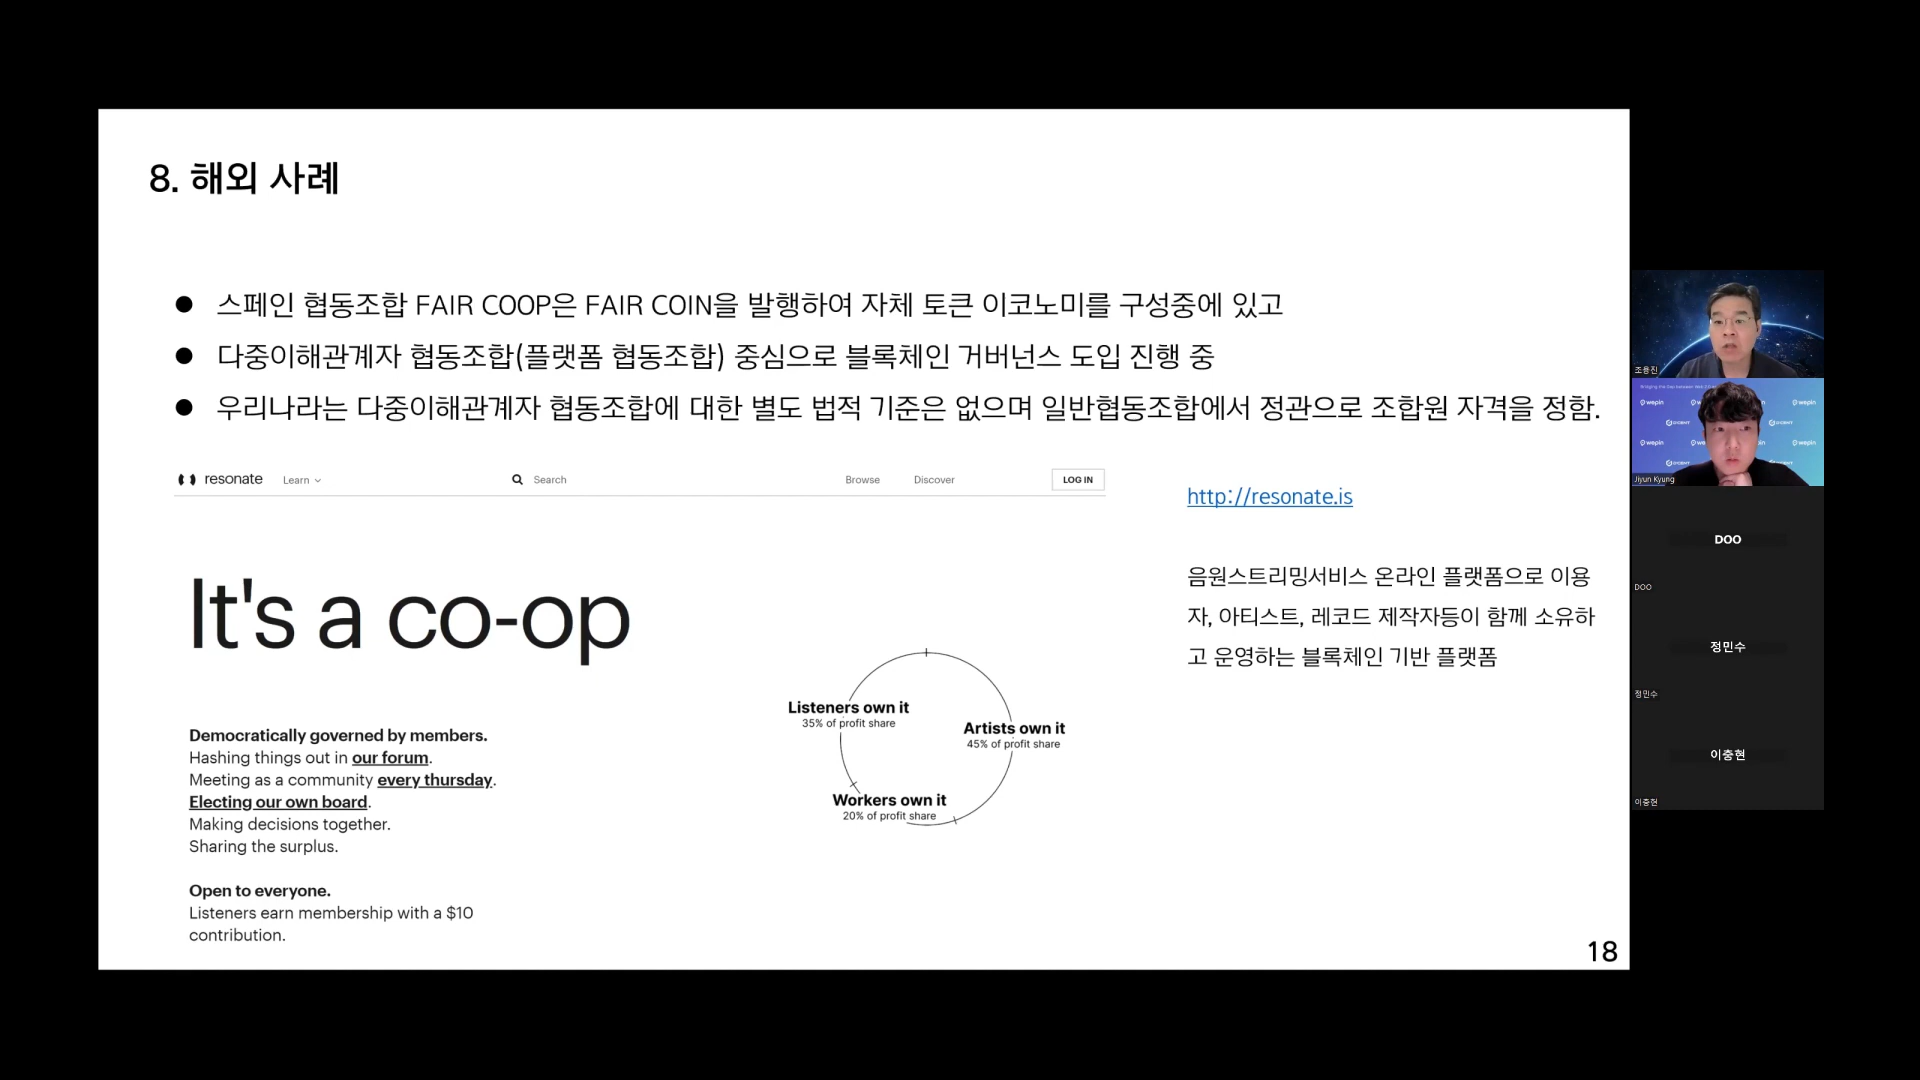 8. 해외 사례
● 스페인 협동조합 FAIR COOP은 FAIR COIN을 발행하여 자체 토큰 이코노미를 구성중에 있고
● 다중이해관계자 협동조합(플랫폼 협동조합) 중심으로 블록체인 거버넌스 도입 진행 중
● 우리나라는 다중이해관계자 협동조합에 대한 별도 법적 기준은 없으며 일반협동조합에서 정관으로 조합원 자격을 정함.
resonate Learn Search Browse Discover LOG IN
It's a co-op
Democratically governed by members.
Hashing things out in our forum.
Meeting as a community every thursday.
Electing our own board.
Making decisions together.
Sharing the surplus.
Open to everyone.
Listeners earn membership with a $10
contribution.
Listeners own it
35% of profit share
Artists own it
45% of profit share
Workers own it
20% of profit share
http://resonate.is
음원스트리밍서비스 온라인 플랫폼으로 이용
자, 아티스트, 레코드 제작자등이 함께 소유하
고 운영하는 블록체인 기반 플랫폼
18
조용진
wepin
wepin
wepin
wepin
Jiyun Kyung
DOO
DOO
정민수
정민수
이충현
이충현